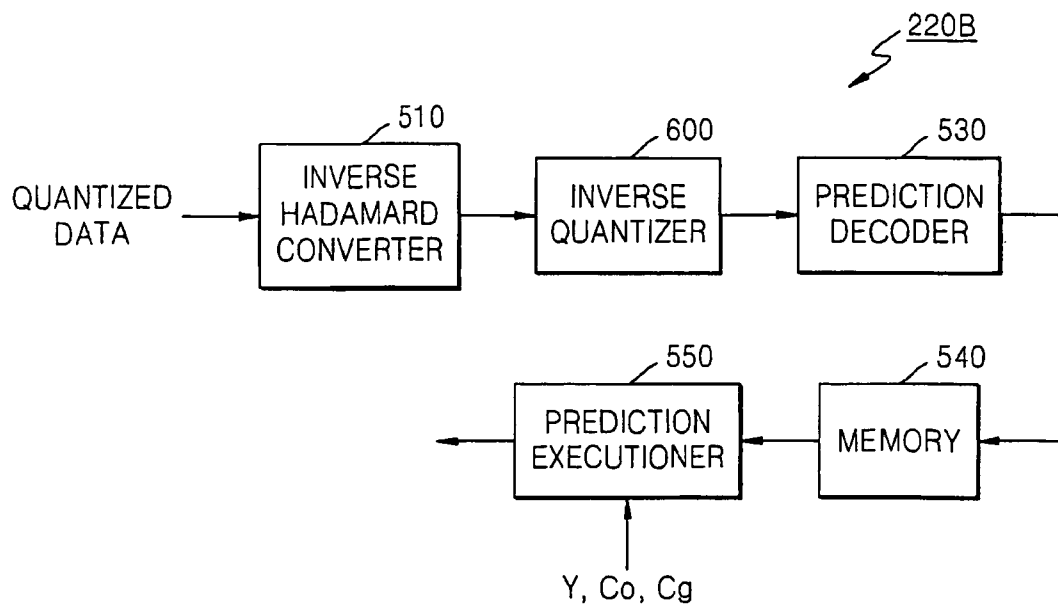 220B
510
600
530
QUANTIZED
DATA
INVERSE
HADAMARD
CONVERTER
INVERSE
QUANTIZER
PREDICTION
DECODER
550
540
PREDICTION
EXECUTIONER
MEMORY
Y, Co, Cg